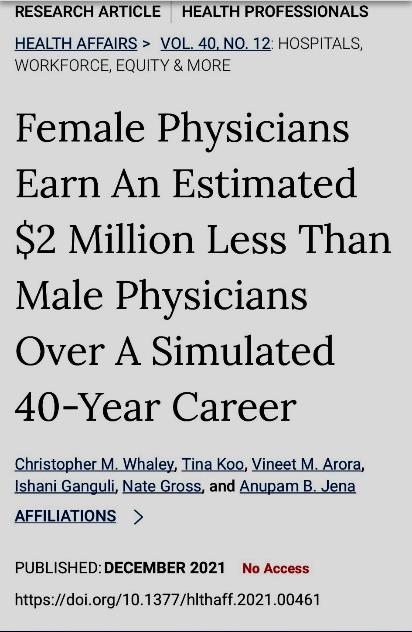 RESEARCH ARTICLE | HEALTH PROFESSIONALS
HEALTH AFFAIRS > VOL. 40, NO. 12: HOSPITALS,
WORKFORCE, EQUITY & MORE
Female Physicians
Earn An Estimated
$2 Million Less Than
Male Physicians
Over A Simulated
40-Year Career
Christopher M. Whaley, Tina Koo, Vineet M. Arora,
Ishani Ganguli, Nate Gross, and Anupam B. Jena
AFFILIATIONS >
PUBLISHED: DECEMBER 2021 No Access
https://doi.org/10.1377/hlthaff.2021.00461